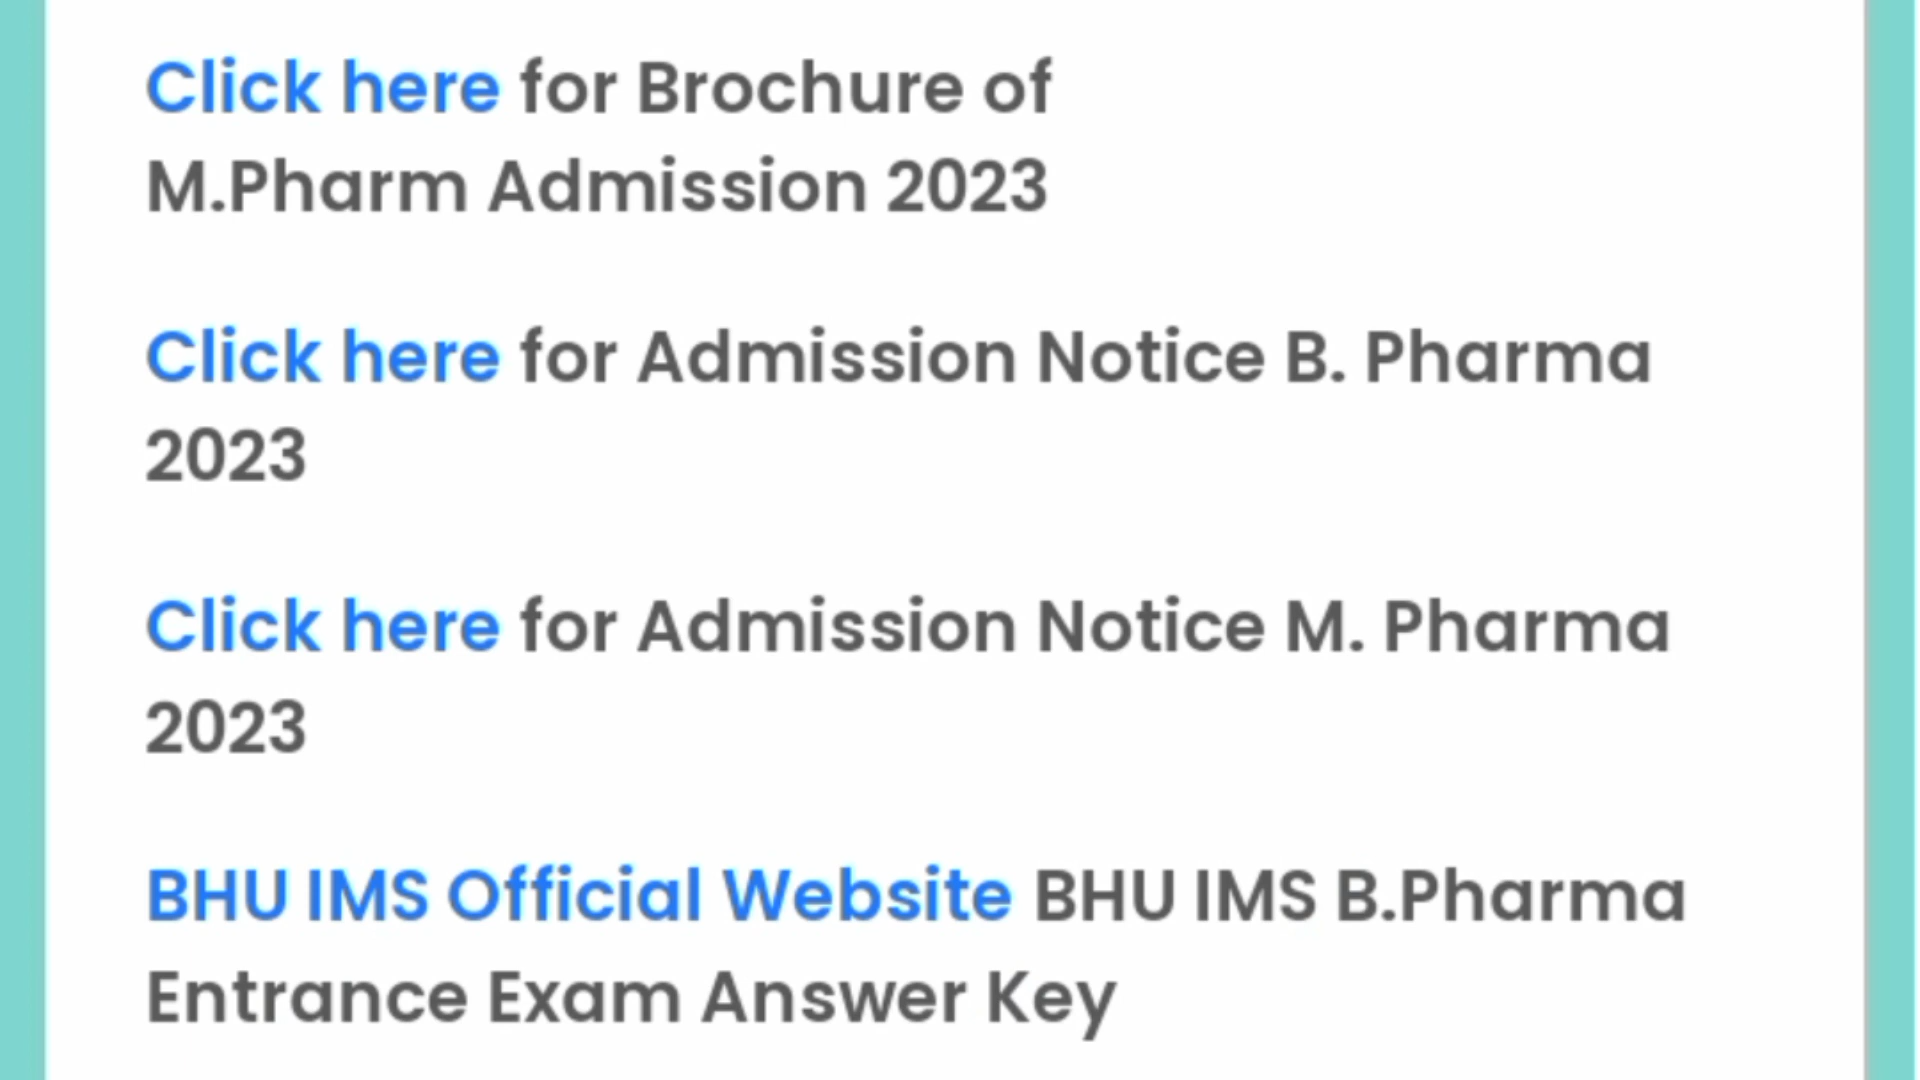 Click here for Brochure of
M.Pharm Admission 2023
Click here for Admission Notice B. Pharma
2023
Click here for Admission Notice M. Pharma
2023
BHU IMS Official Website BHU IMS B.Pharma
Entrance Exam Answer Key